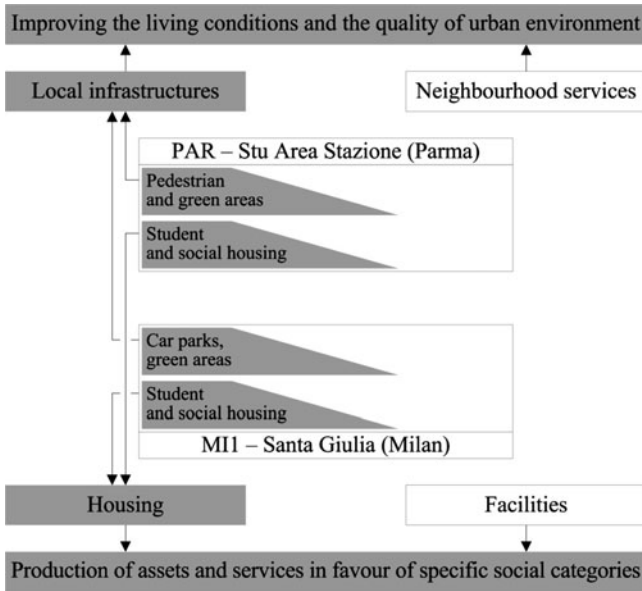 Improving the living conditions and the quality of urban environment
Local infrastructures
Neighbourhood services
PAR – Stu Area Stazione (Parma)
Pedestrian
and green areas
Student
and social housing
Car parks,
green areas
Student
and social housing
MI1 – Santa Giulia (Milan)
Housing
Facilities
Production of assets and services in favour of specific social categories